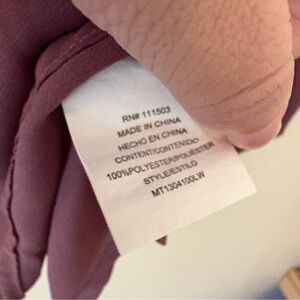 RN# 111503
MADE IN CHINA
HECHO EN CHINA
CONTENT/CONTENIDO
100%POLYESTER/POLIESTER
STYLE/ESTILO
MT1304100LW